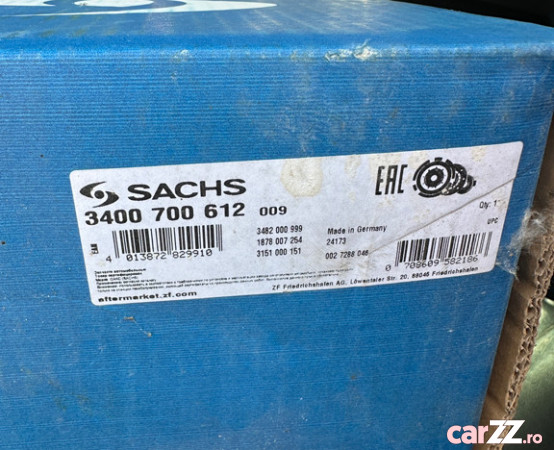 SACHS
EAC
3400 700 612 009
Qty: 1
3482 000 999
1878 007 254
3151 000 151
Made in Germany
24173
002 7288 046
UPC
4 013872 829910
0 708609 582186
ZF Friedrichshafen AG, Löwentaler Str. 20, 88046 Friedrichshafen
aftermarket.zf.com
carZZ.ro